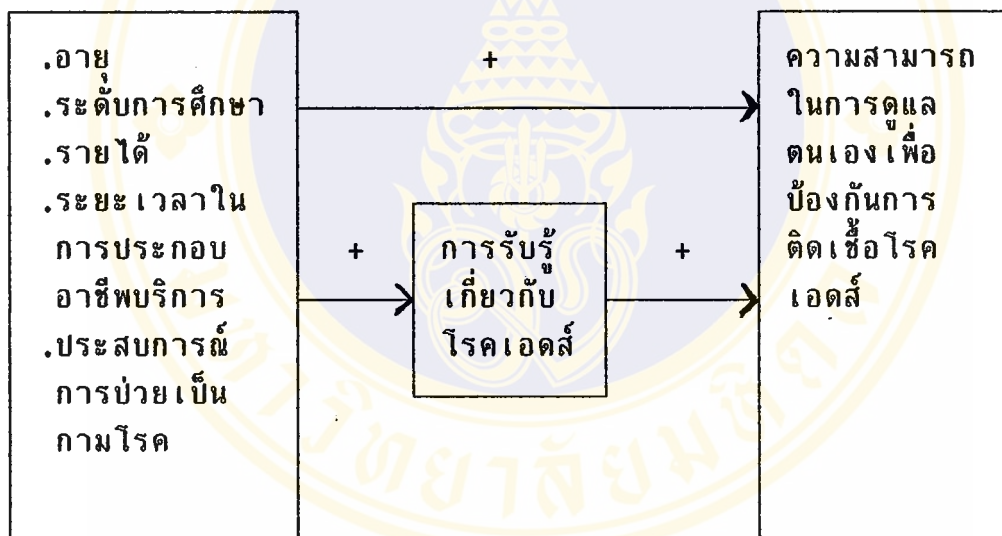 .อายุ
.ระดับการศึกษา
.รายได้
.ระยะเวลาใน
การประกอบ
อาชีพบริการ
.ประสบการณ์
การป่วยเป็น
กามโรค
+
+
การรับรู้
เกี่ยวกับ
โรคเอดส์
+
ความสามารถ
ในการดูแล
ตนเองเพื่อ
ป้องกันการ
ติดเชื้อโรค
เอดส์